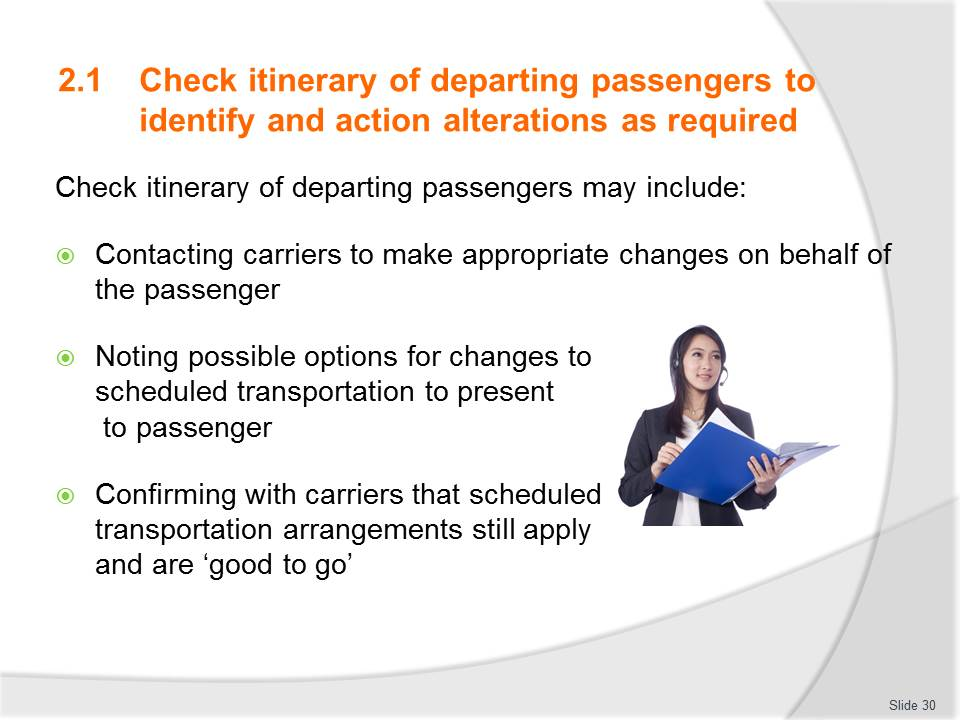 2.1 Check itinerary of departing passengers to
identify and action alterations as required
Check itinerary of departing passengers may include:
Contacting carriers to make appropriate changes on behalf of
the passenger
Noting possible options for changes to
scheduled transportation to present
to passenger
Confirming with carriers that scheduled
transportation arrangements still apply
and are ‘good to go’
Slide 30